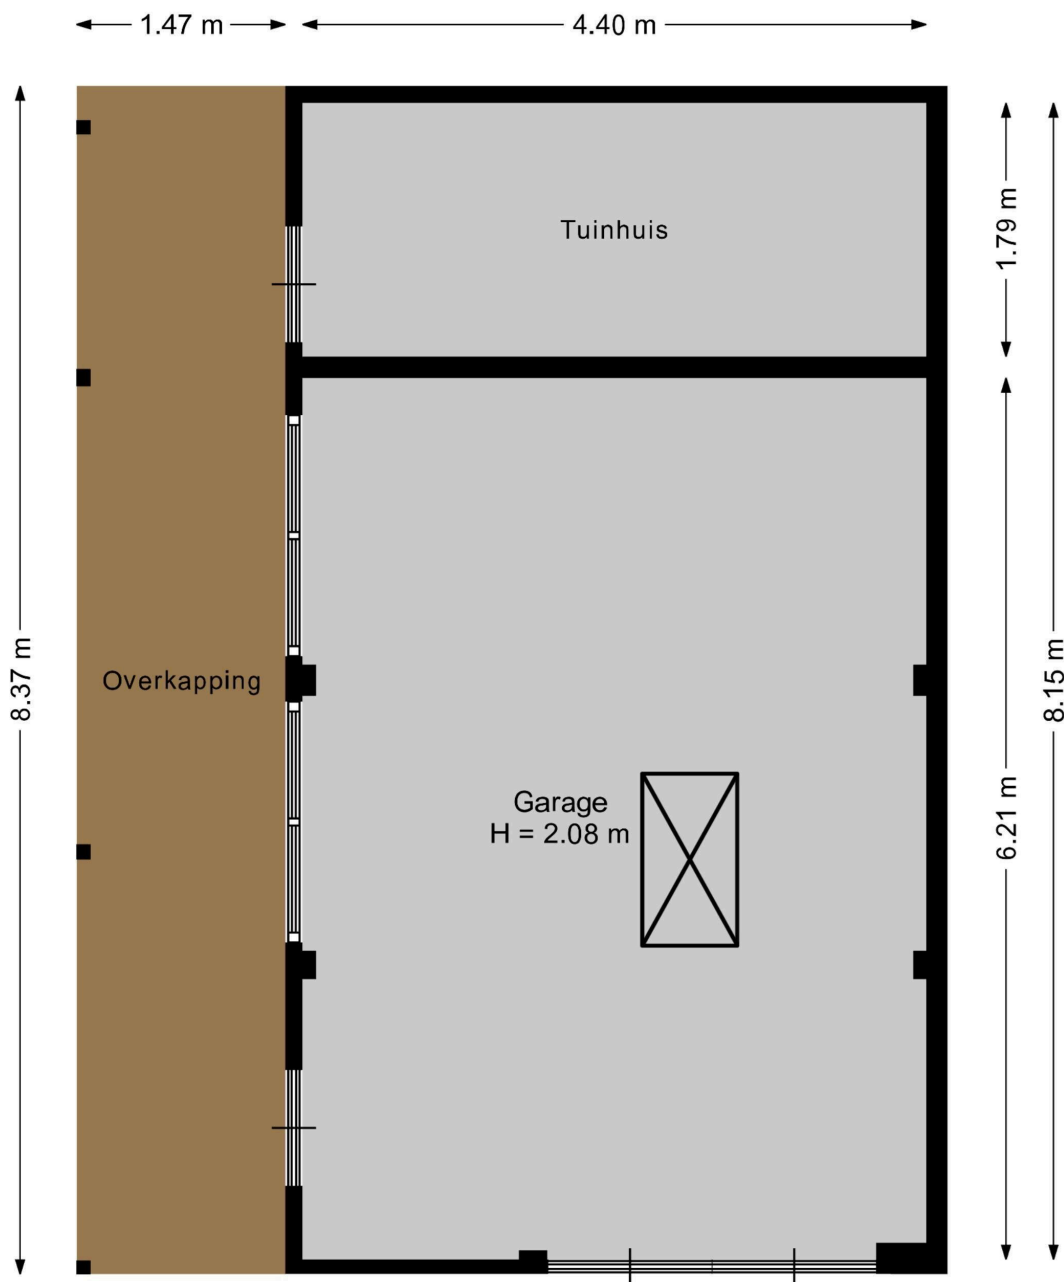 1.47 m
4.40 m
Tuinhuis
1.79 m
8.37 m
Overkapping
8.15 m
Garage
H = 2.08 m
6.21 m